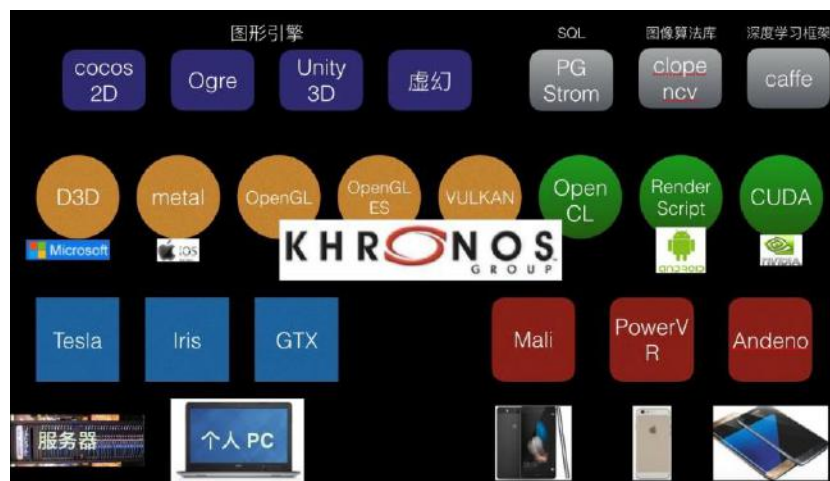 图形引擎
SQL
图像算法库
深度学习框架
cocos
2D
Ogre
Unity
3D
虚幻
PG
Strom
clope
ncv
caffe
D3D
metal
OpenGL
OpenGL
ES
VULKAN
Open
CL
Render
Script
CUDA
Microsoft
iOS
KHRONOS
GROUP
ANDROID
NVIDIA
Tesla
Iris
GTX
Mali
PowerV
R
Andeno
服务器
个人 PC